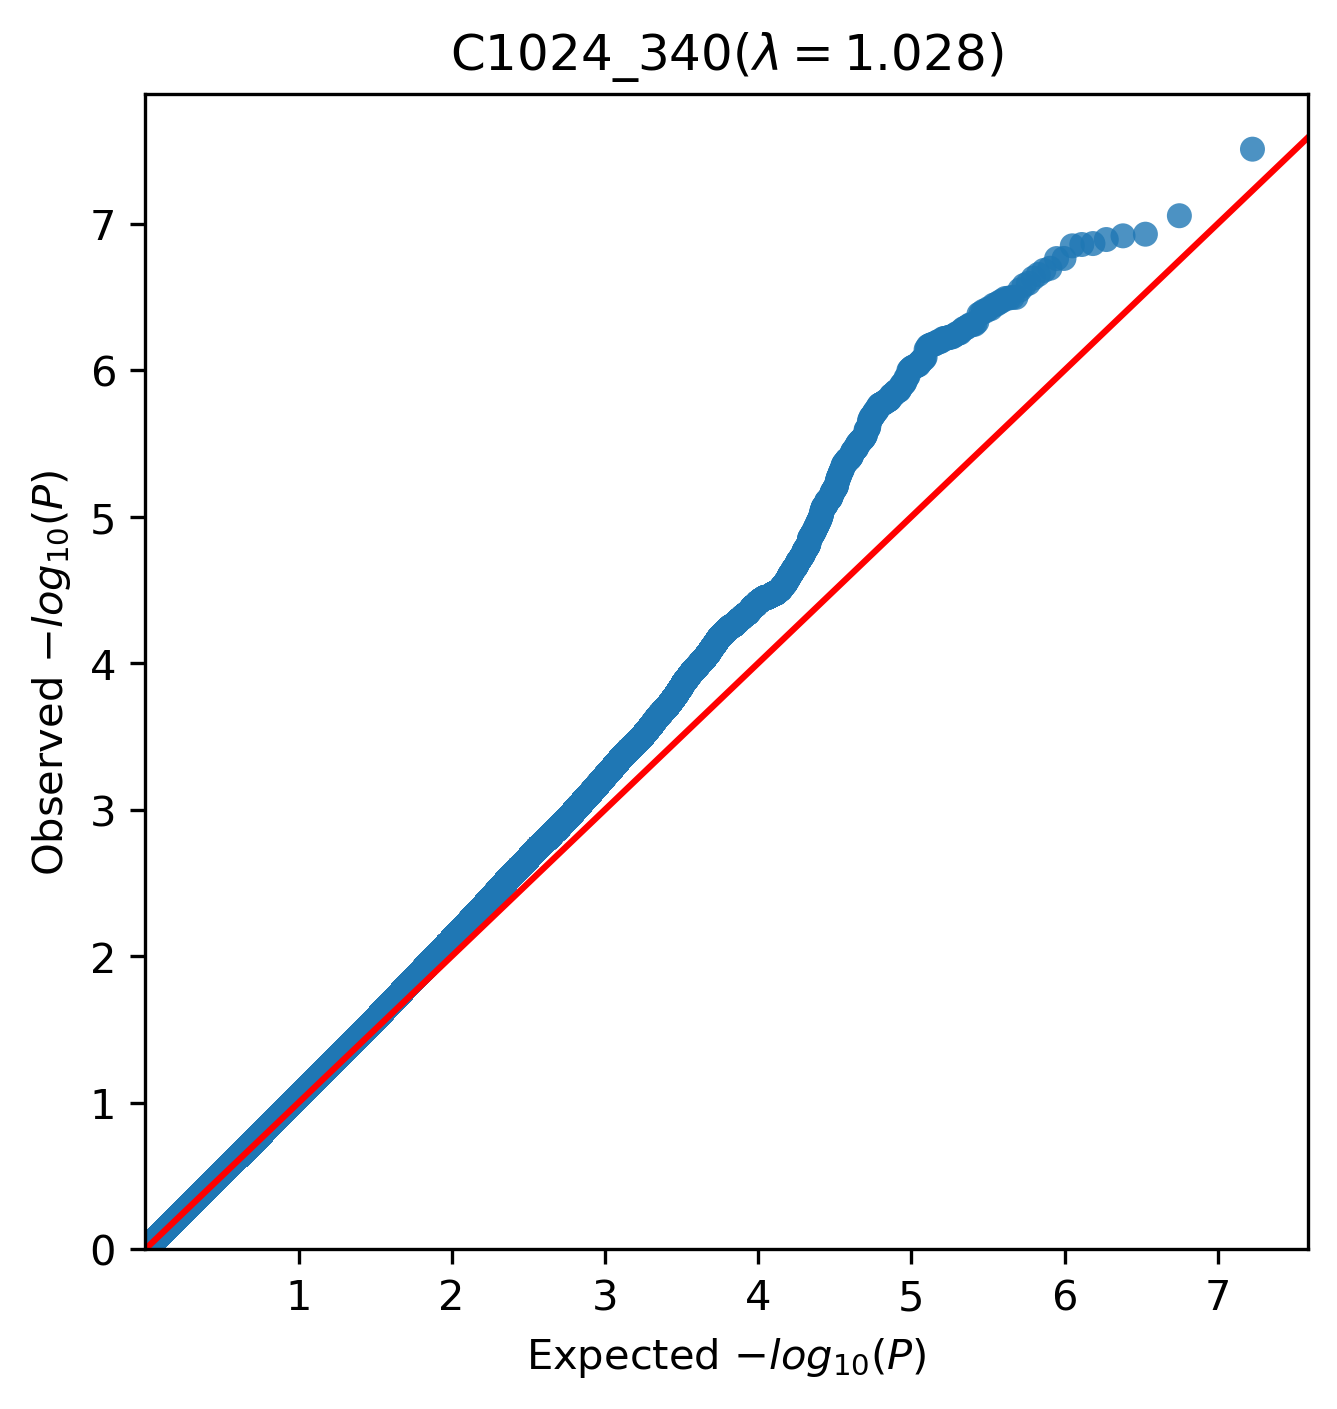 C1024_340(λ = 1.028)
Observed −log₁₀(P)
7
6
5
4
3
2
1
0
1 2 3 4 5 6 7
Expected −log₁₀(P)